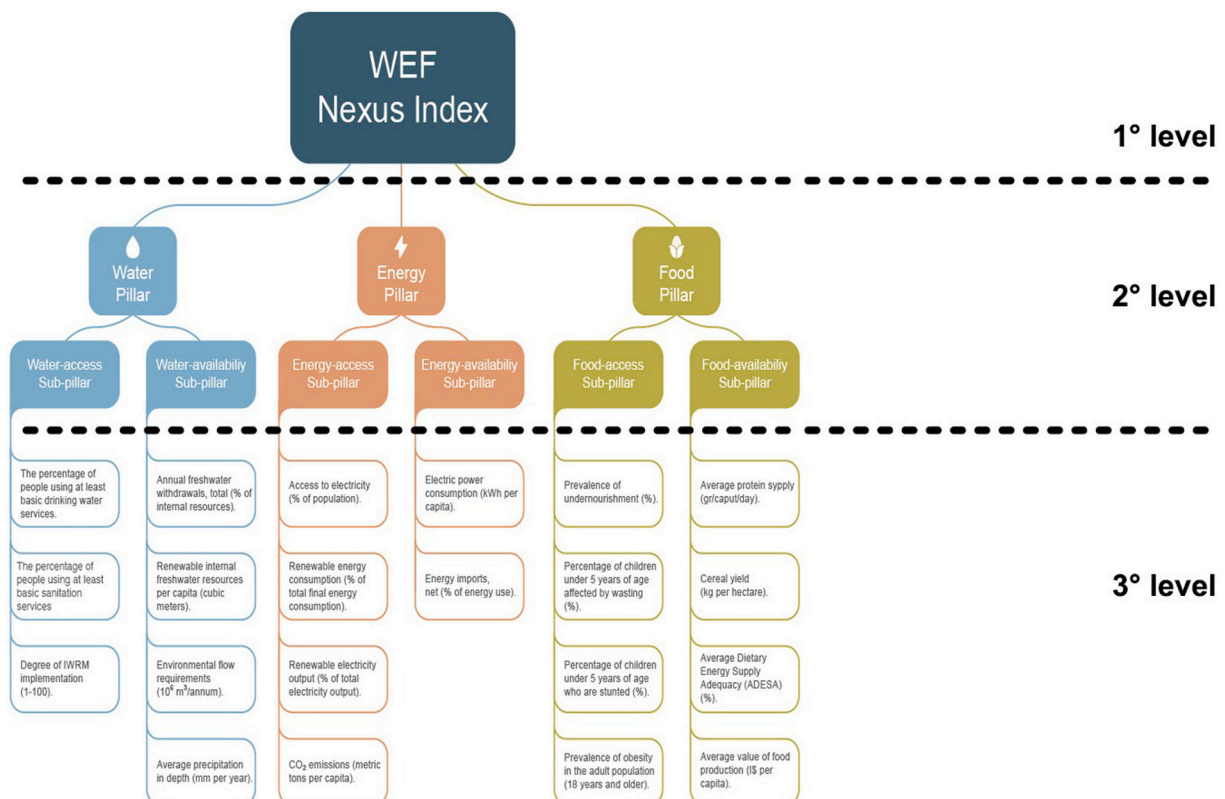 WEF
Nexus Index
1° level
Water
Pillar
Energy
Pillar
Food
Pillar
2° level
Water-access
Sub-pillar
Water-availabiliy
Sub-pillar
Energy-access
Sub-pillar
Energy-availabiliy
Sub-pillar
Food-access
Sub-pillar
Food-availabiliy
Sub-pillar
The percentage of
people using at least
basic drinking water
services.
The percentage of
people using at least
basic sanitation
services
Degree of IWRM
implementation
(1-100).
Annual freshwater
withdrawals, total (% of
internal resources).
Renewable internal
freshwater resources
per capita (cubic
meters).
Environmental flow
requirements
(10⁶ m³/annum).
Average precipitation
in depth (mm per year).
Access to electricity
(% of population).
Renewable energy
consumption (% of
total final energy
consumption).
Renewable electricity
output (% of total
electricity output).
CO₂ emissions (metric
tons per capita).
Electric power
consumption (kWh per
capita).
Energy imports,
net (% of energy use).
Prevalence of
undernourishment (%).
Percentage of children
under 5 years of age
affected by wasting
(%).
Percentage of children
under 5 years of age
who are stunted (%).
Prevalence of obesity
in the adult population
(18 years and older).
Average protein sypply
(gr/caput/day).
Cereal yield
(kg per hectare).
Average Dietary
Energy Supply
Adequacy (ADESA)
(%).
Average value of food
production (I$ per
capita).
3° level